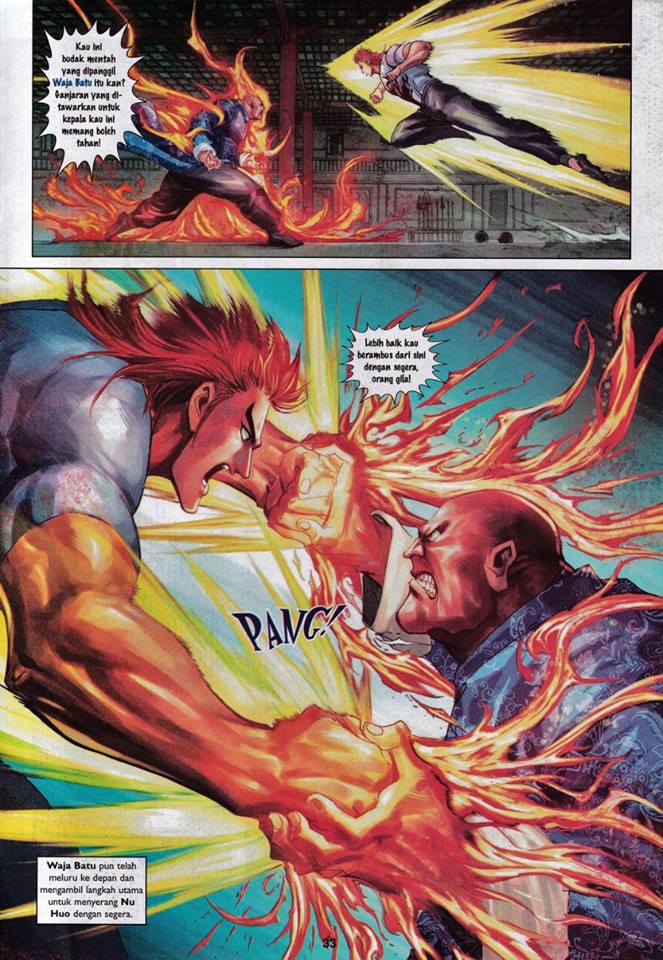 Kau ini
budak mentah
yang dipanggil
Waja Batu itu kan?
Ganjaran yang di-
tawarkan untuk
kepala kau ini
memang boleh
tahan!
Lebih baik kau
berambus dari sini
dengan segera,
orang gila!
PANG!
Waja Batu pun telah
meluru ke depan dan
mengambil langkah utama
untuk menyerang Nu
Huo dengan segera.
33